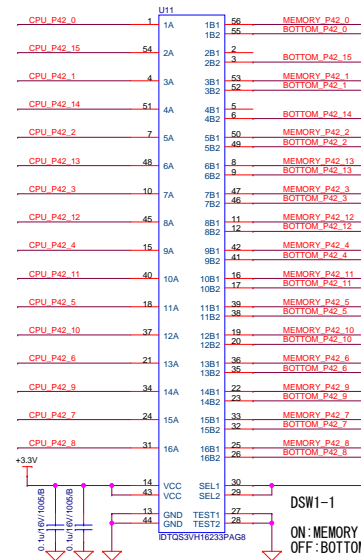 U11
CPU_P42_0 1 1A 1B1 56 MEMORY_P42_0
1B2 55 BOTTOM_P42_0
CPU_P42_15 54 2A 2B1 2
2B2 3 BOTTOM_P42_15
CPU_P42_1 4 3A 3B1 53 MEMORY_P42_1
3B2 52 BOTTOM_P42_1
CPU_P42_14 51 4A 4B1 5
4B2 6 BOTTOM_P42_14
CPU_P42_2 7 5A 5B1 50 MEMORY_P42_2
5B2 49 BOTTOM_P42_2
CPU_P42_13 48 6A 6B1 8 MEMORY_P42_13
6B2 9 BOTTOM_P42_13
CPU_P42_3 10 7A 7B1 47 MEMORY_P42_3
7B2 46 BOTTOM_P42_3
CPU_P42_12 45 8A 8B1 11 MEMORY_P42_12
8B2 12 BOTTOM_P42_12
CPU_P42_4 15 9A 9B1 42 MEMORY_P42_4
9B2 41 BOTTOM_P42_4
CPU_P42_11 40 10A 10B1 16 MEMORY_P42_11
10B2 17 BOTTOM_P42_11
CPU_P42_5 18 11A 11B1 39 MEMORY_P42_5
11B2 38 BOTTOM_P42_5
CPU_P42_10 37 12A 12B1 19 MEMORY_P42_10
12B2 20 BOTTOM_P42_10
CPU_P42_6 21 13A 13B1 36 MEMORY_P42_6
13B2 35 BOTTOM_P42_6
CPU_P42_9 34 14A 14B1 22 MEMORY_P42_9
14B2 23 BOTTOM_P42_9
CPU_P42_7 24 15A 15B1 33 MEMORY_P42_7
15B2 32 BOTTOM_P42_7
CPU_P42_8 31 16A 16B1 25 MEMORY_P42_8
16B2 26 BOTTOM_P42_8
+3.3V
14 VCC SEL1 30
43 VCC SEL2 29
DSW1-1
13 GND TEST1 27
44 GND TEST2 28
0.1u/16V/1005/B
0.1u/16V/1005/B
IDTQS3VH16233PAG8
ON:MEMORY
OFF:BOTTOM